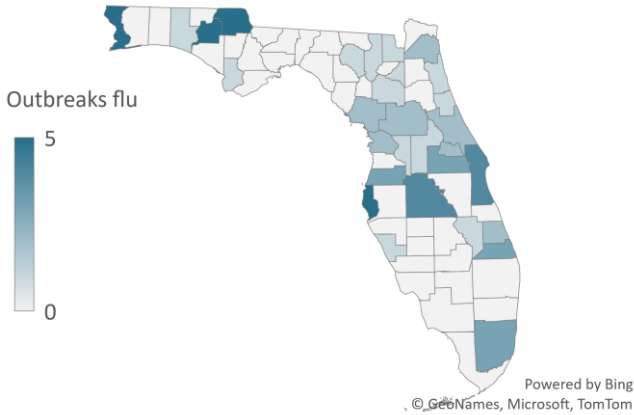 Outbreaks flu
5
0
Powered by Bing
© GeoNames, Microsoft, TomTom